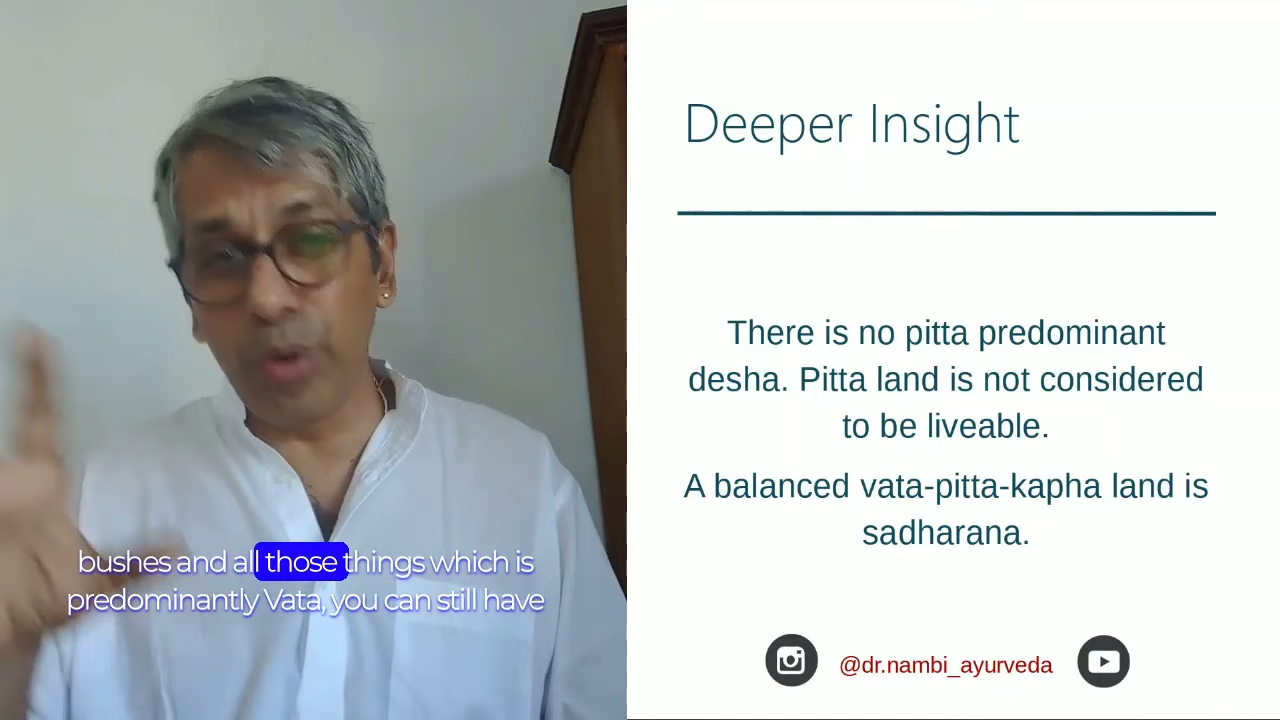 bushes and all those things which is
predominantly Vata, you can still have
Deeper Insight
There is no pitta predominant
desha. Pitta land is not considered
to be liveable.
A balanced vata-pitta-kapha land is
sadharana.
@dr.nambi_ayurveda